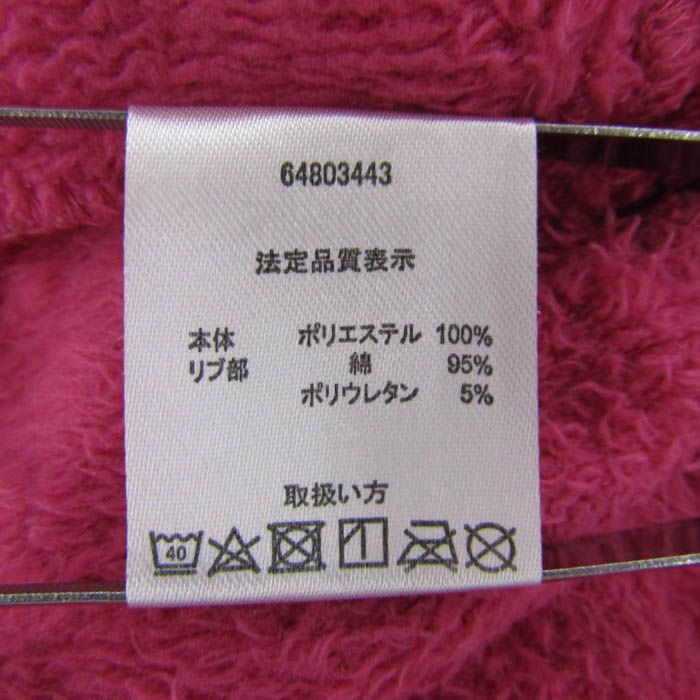 64803443
法定品質表示
本体 ポリエステル 100%
リブ部 綿 95%
ポリウレタン 5%
取扱い方
40